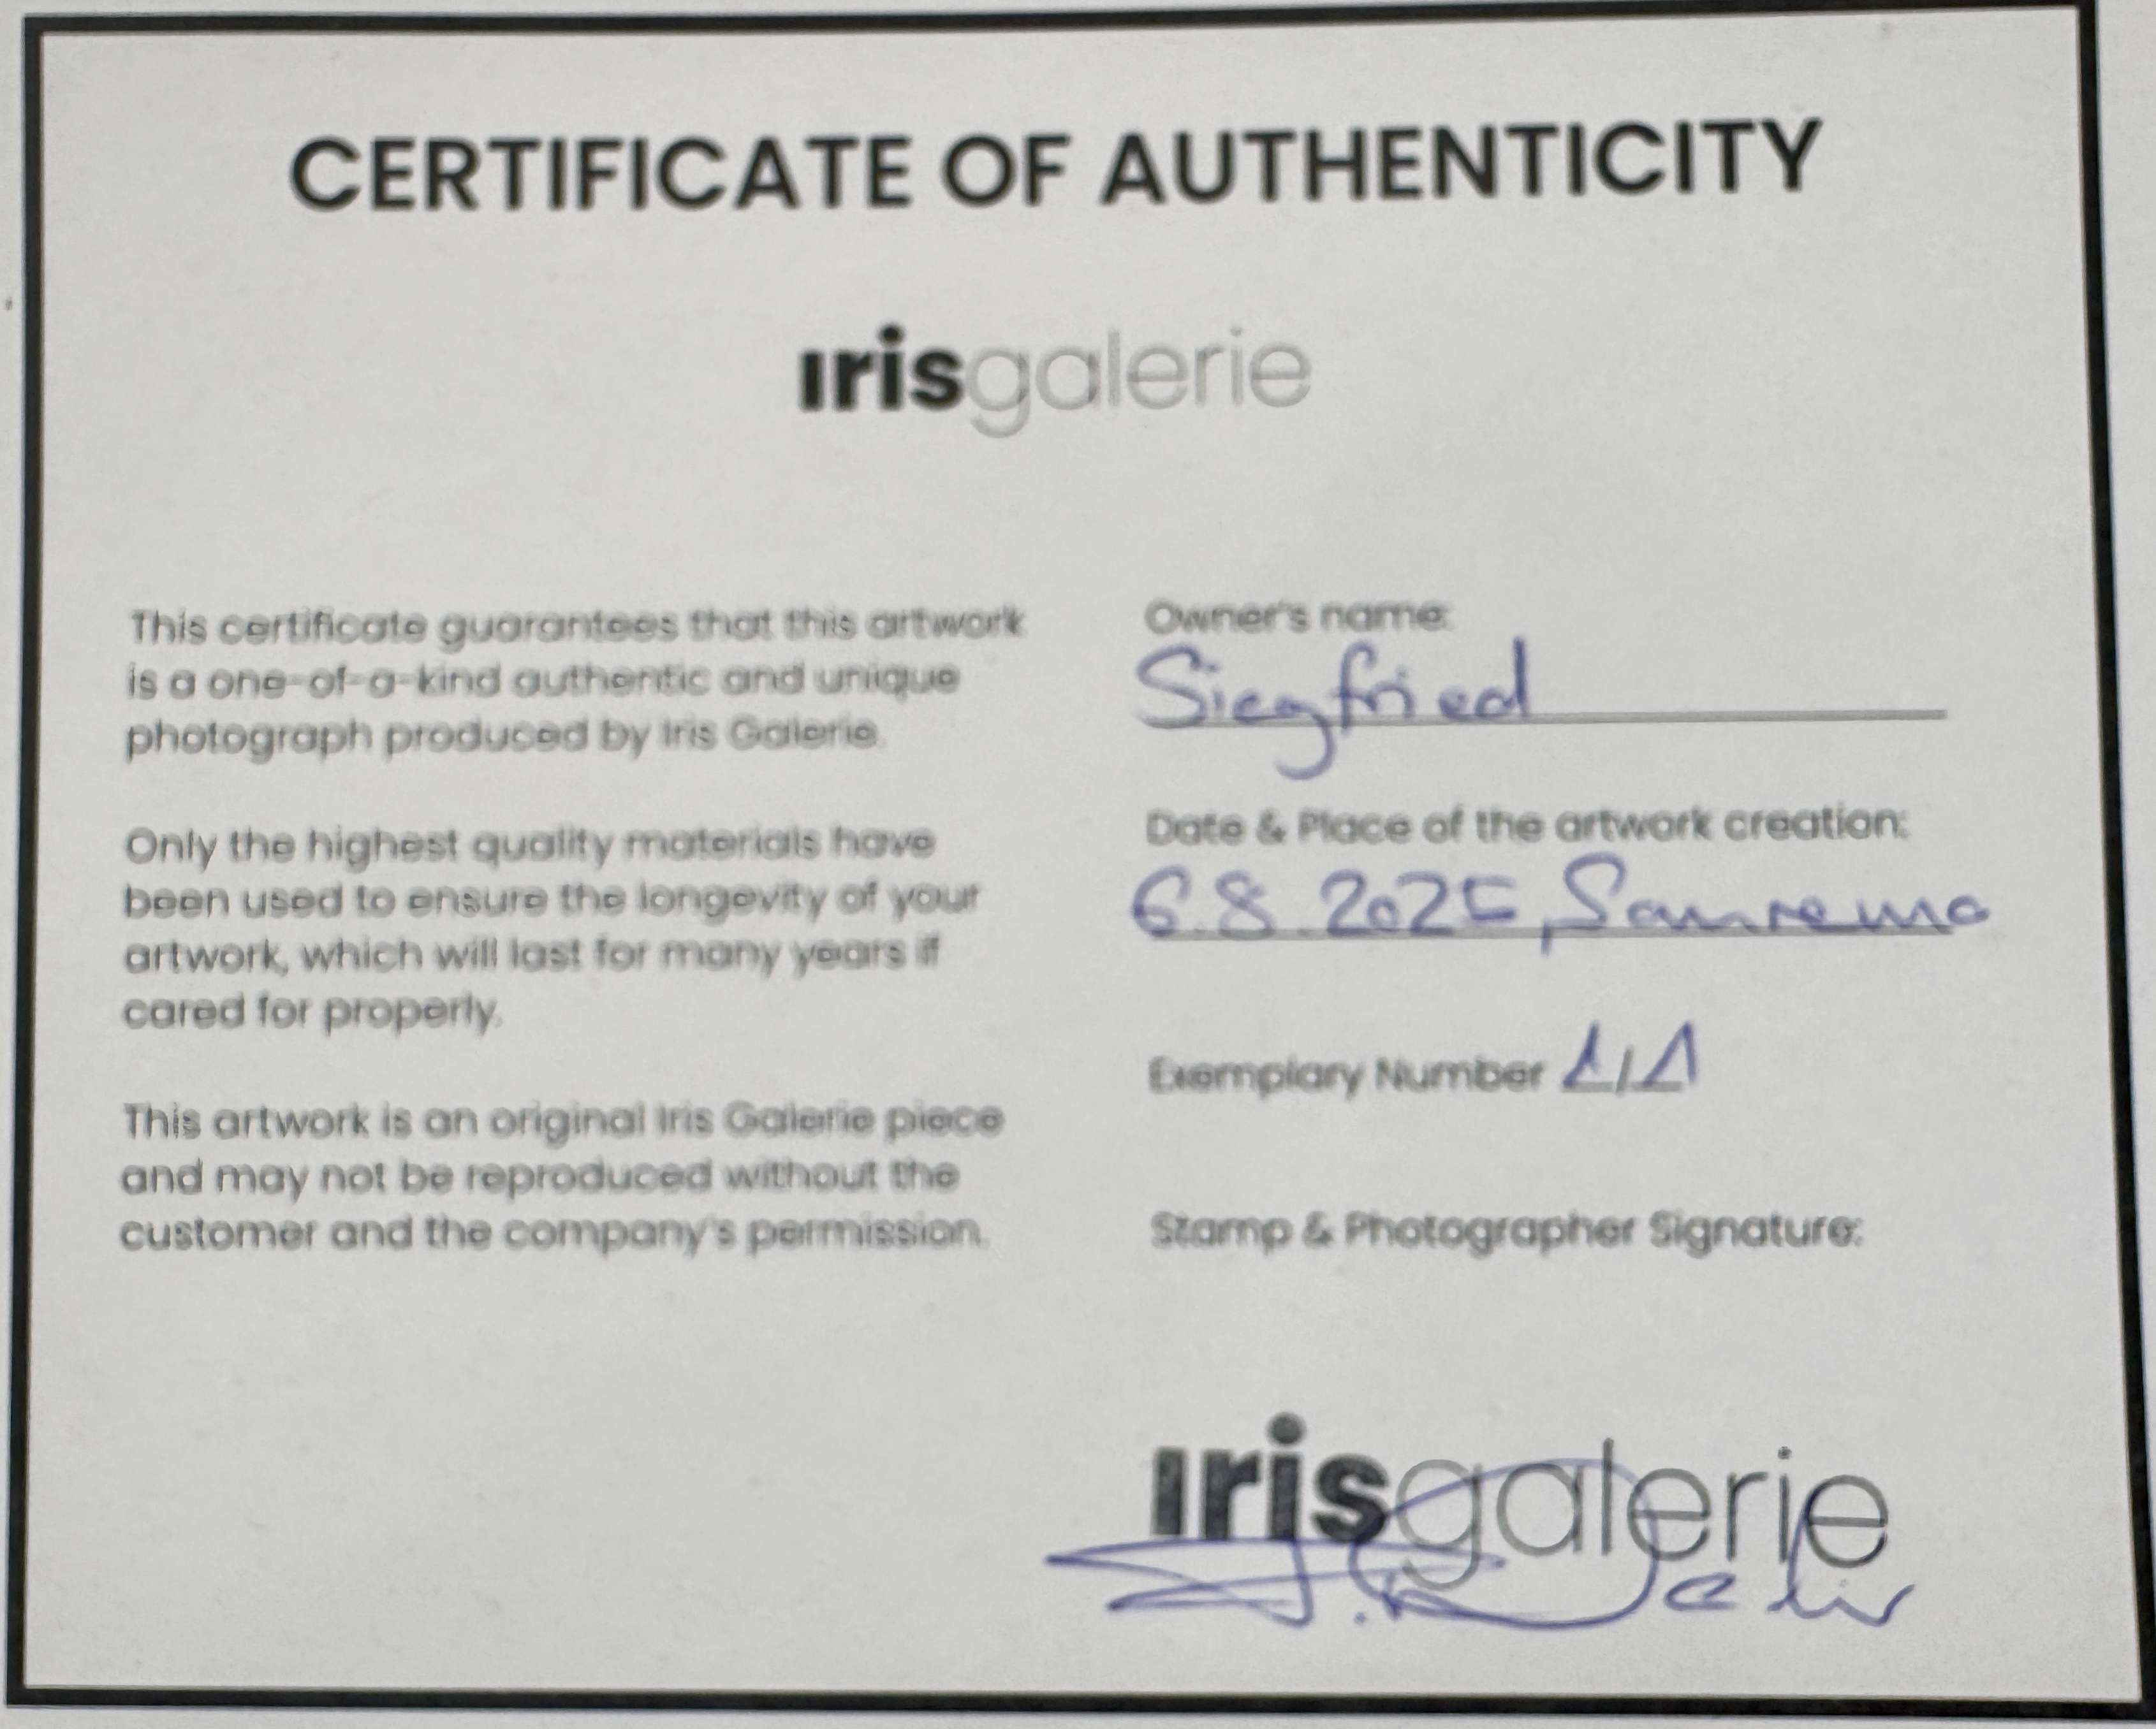 CERTIFICATE OF AUTHENTICITY
irisgalerie
This certificate guarantees that this artwork
is a one-of-a-kind authentic and unique
photograph produced by Iris Galerie.
Only the highest quality materials have
been used to ensure the longevity of your
artwork, which will last for many years if
cared for properly.
This artwork is an original Iris Galerie piece
and may not be reproduced without the
customer and the company's permission.
Owner's name:
Siegfried
Date & Place of the artwork creation:
6.8.2025, Sanremo
Exemplary Number 1/1
Stamp & Photographer Signature:
irisgalerie